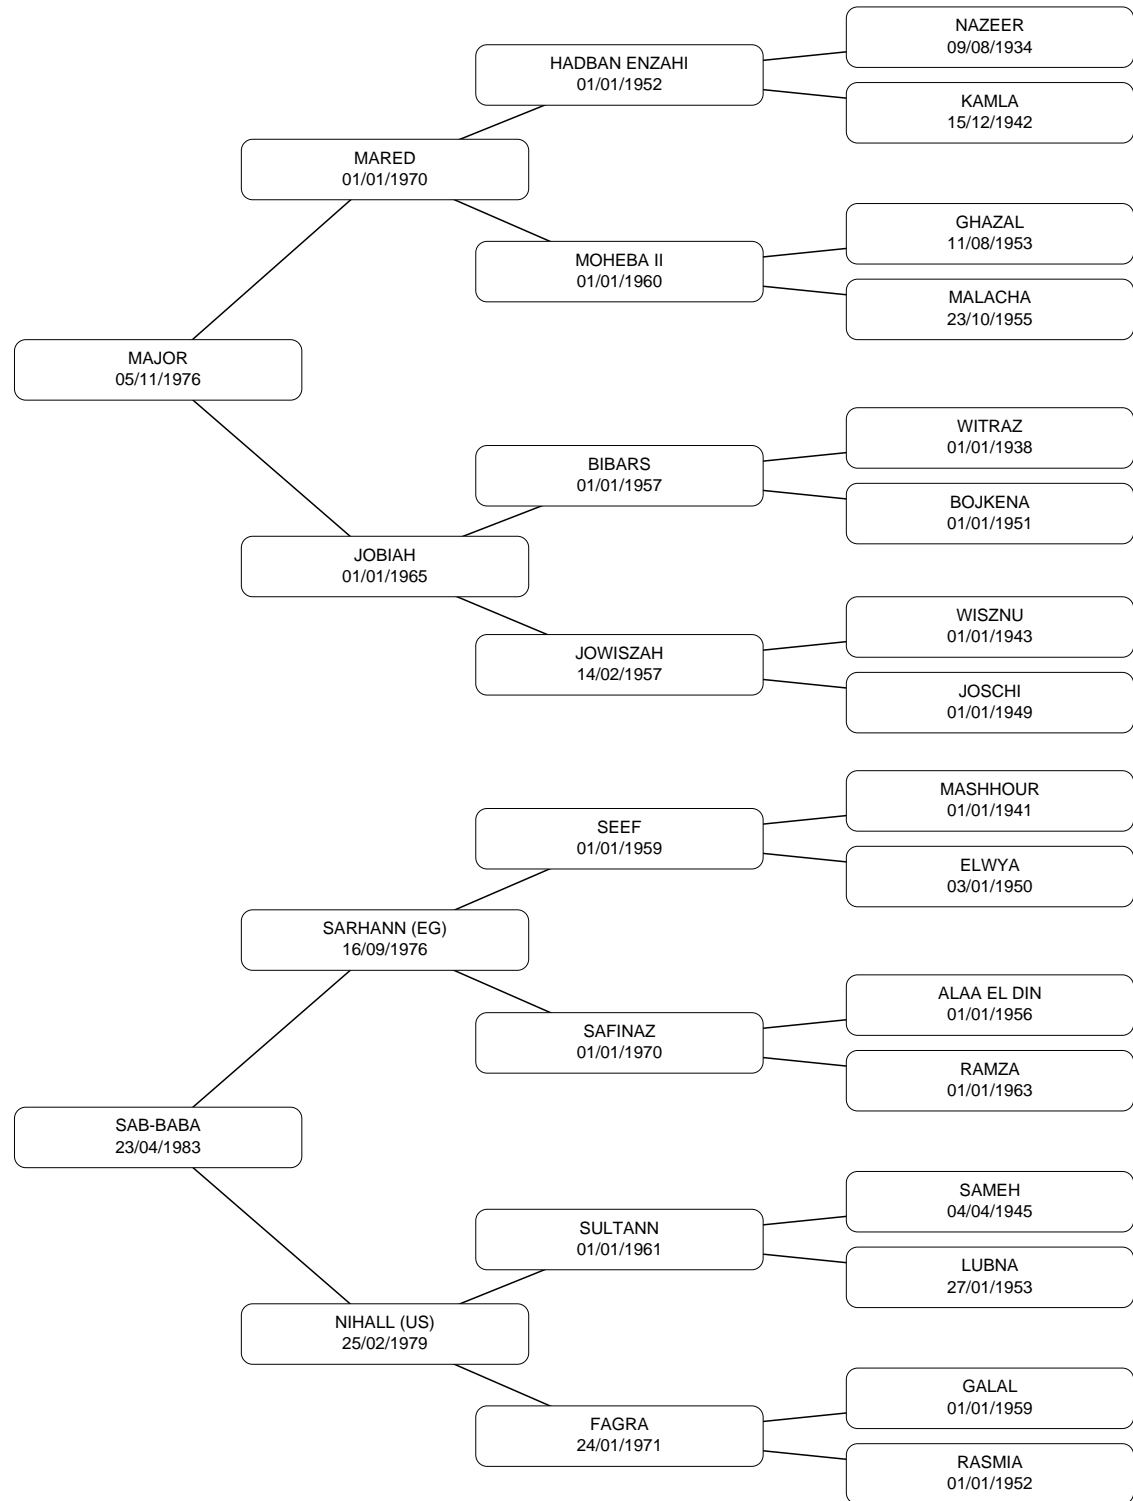 NAZEER
09/08/1934
HADBAN ENZAHI
01/01/1952
KAMLA
15/12/1942
MARED
01/01/1970
GHAZAL
11/08/1953
MOHEBA II
01/01/1960
MALACHA
23/10/1955
MAJOR
05/11/1976
WITRAZ
01/01/1938
BIBARS
01/01/1957
BOJKENA
01/01/1951
JOBIAH
01/01/1965
WISZNU
01/01/1943
JOWISZAH
14/02/1957
JOSCHI
01/01/1949
MASHHOUR
01/01/1941
SEEF
01/01/1959
ELWYA
03/01/1950
SARHANN (EG)
16/09/1976
ALAA EL DIN
01/01/1956
SAFINAZ
01/01/1970
RAMZA
01/01/1963
SAB-BABA
23/04/1983
SAMEH
04/04/1945
SULTANN
01/01/1961
LUBNA
27/01/1953
NIHALL (US)
25/02/1979
GALAL
01/01/1959
FAGRA
24/01/1971
RASMIA
01/01/1952